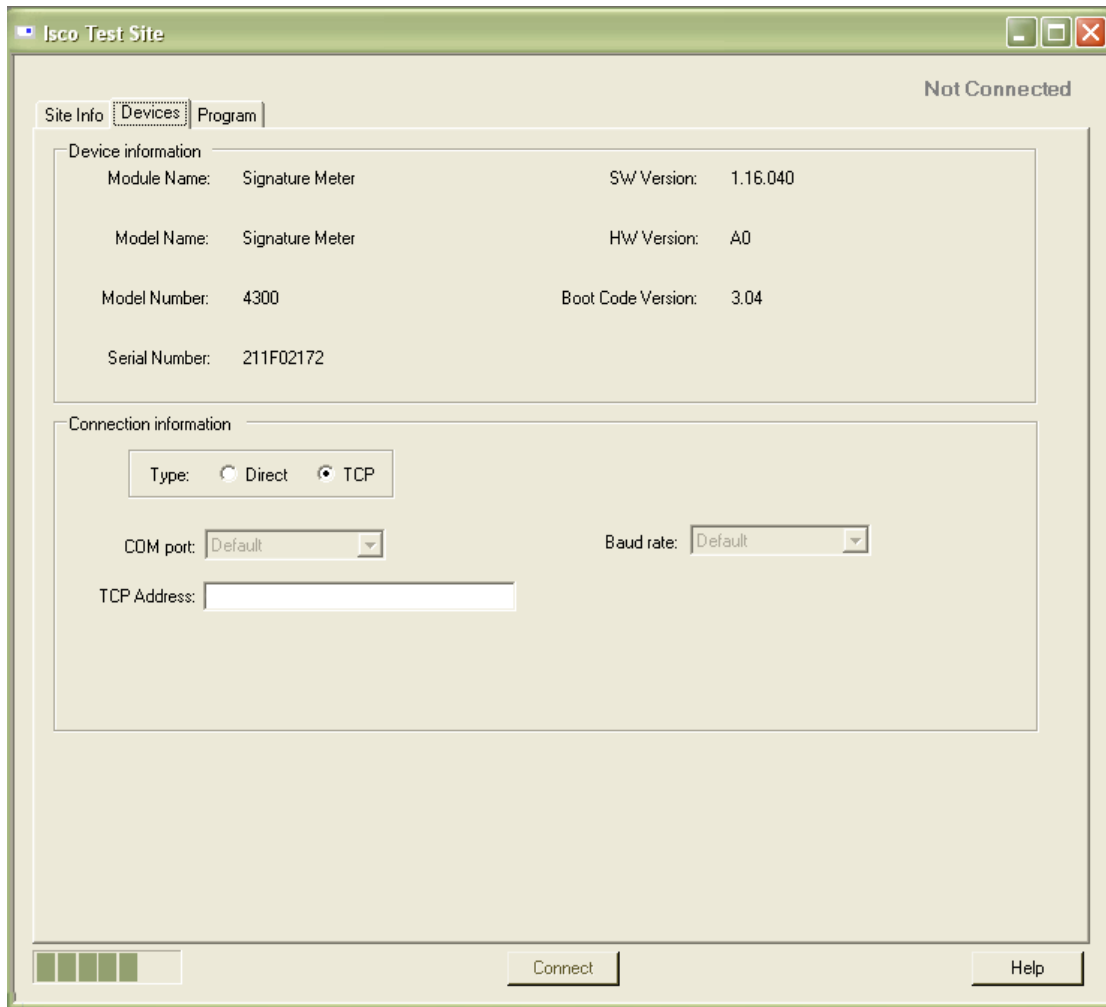 Isco Test Site
Not Connected
Site Info Devices Program
Device information
Module Name: Signature Meter SW Version: 1.16.040
Model Name: Signature Meter HW Version: A0
Model Number: 4300 Boot Code Version: 3.04
Serial Number: 211F02172
Connection information
Type: Direct TCP
COM port: Default Baud rate: Default
TCP Address:
Connect Help